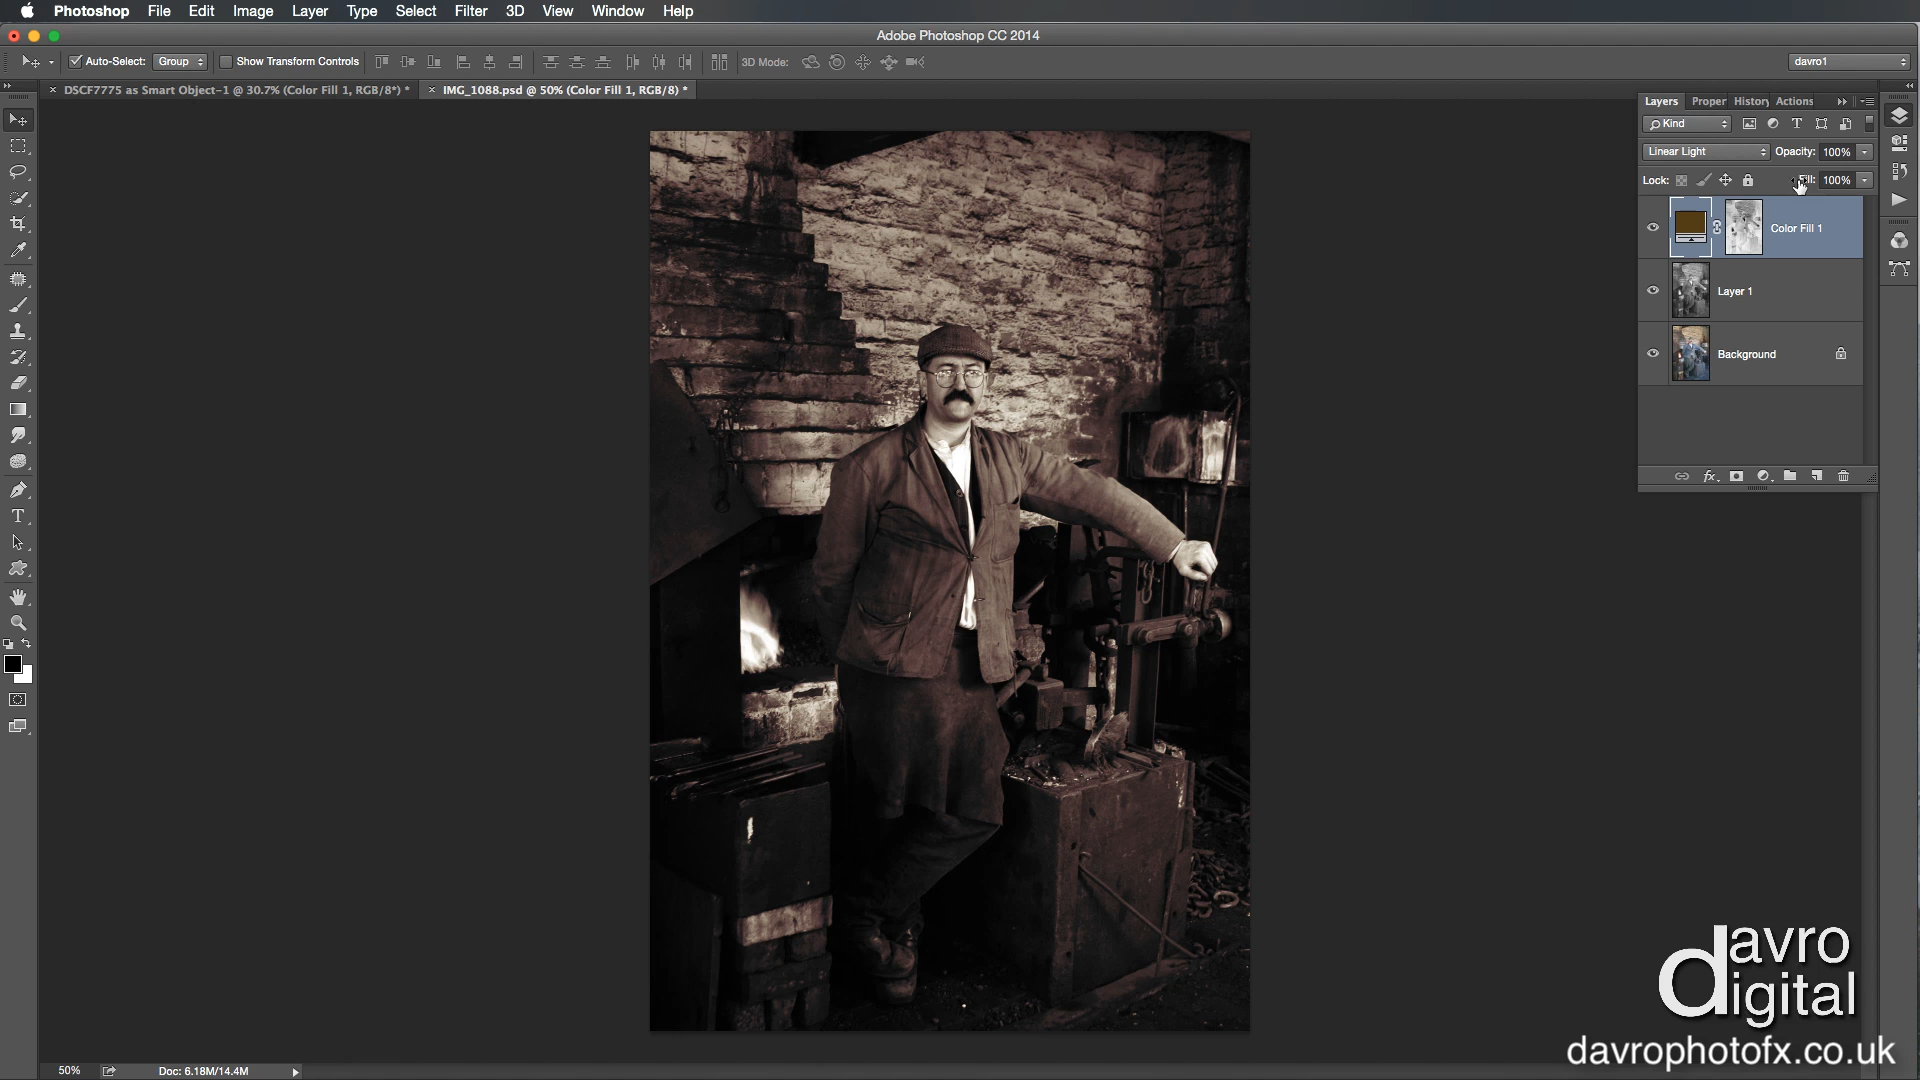 Photoshop File Edit Image Layer Type Select Filter 3D View Window Help
Adobe Photoshop CC 2014
Auto-Select: Group Show Transform Controls 3D Mode: davro1
DSCF7775 as Smart Object-1 @ 30.7% (Color Fill 1, RGB/8*) * IMG_1088.psd @ 50% (Color Fill 1, RGB/8) *
Layers Proper History Actions
Kind
Linear Light Opacity: 100%
Lock: Fill: 100%
Color Fill 1
Layer 1
Background
fx
davro
digital
davrophotofx.co.uk
50% Doc: 6.18M/14.4M